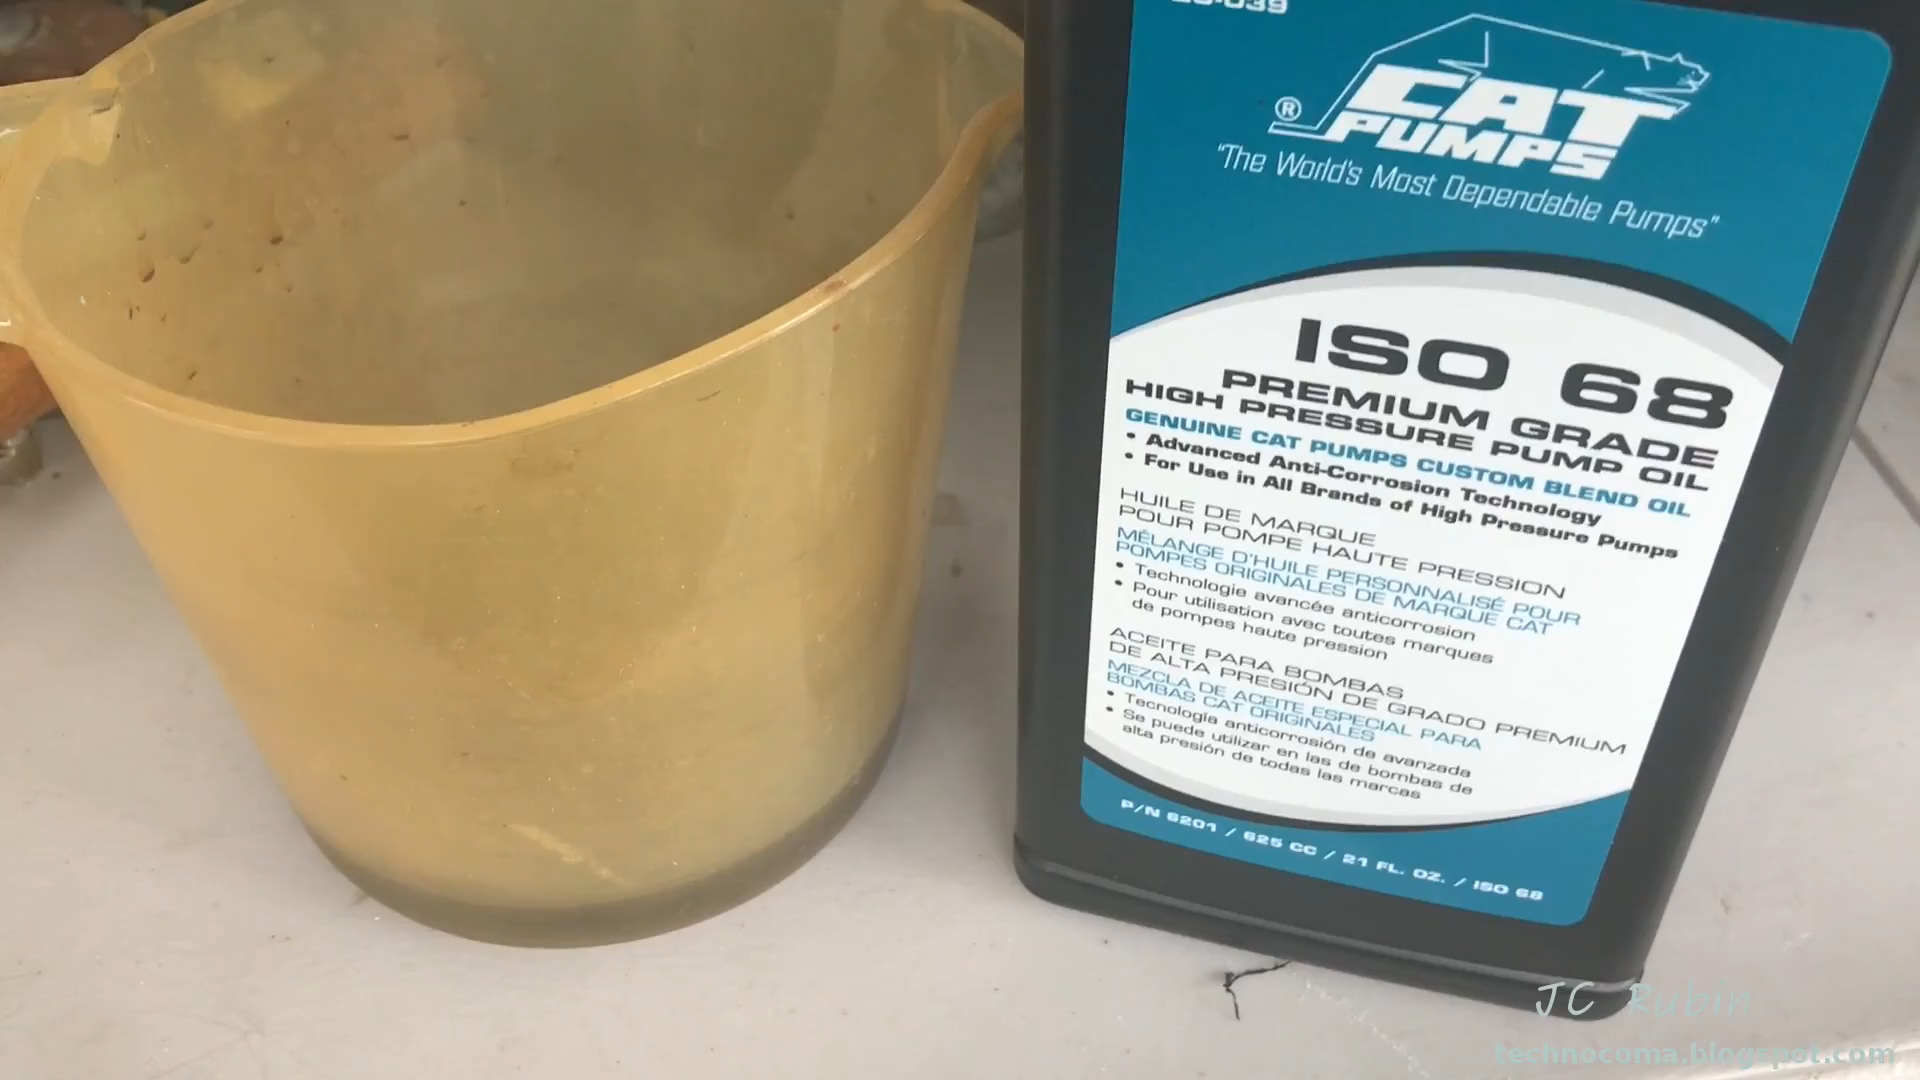 ®
CAT
PUMPS
"The World's Most Dependable Pumps"
ISO 68
PREMIUM GRADE
HIGH PRESSURE PUMP OIL
GENUINE CAT PUMPS CUSTOM BLEND OIL
• Advanced Anti-Corrosion Technology
• For Use in All Brands of High Pressure Pumps
HUILE DE MARQUE
POUR POMPE HAUTE PRESSION
MÉLANGE D'HUILE PERSONNALISÉ POUR
POMPES ORIGINALES DE MARQUE CAT
• Technologie avancée anticorrosion
• Pour utilisation avec toutes marques
de pompes haute pression
ACEITE PARA BOMBAS
DE ALTA PRESIÓN DE GRADO PREMIUM
MEZCLA DE ACEITE ESPECIAL PARA
BOMBAS CAT ORIGINALES
• Tecnología anticorrosión de avanzada
• Se puede utilizar en las de bombas de
alta presión de todas las marcas
P/N 6201 / 625 CC / 21 FL. OZ. / ISO 68
JC Rubin
technocoma.blogspot.com